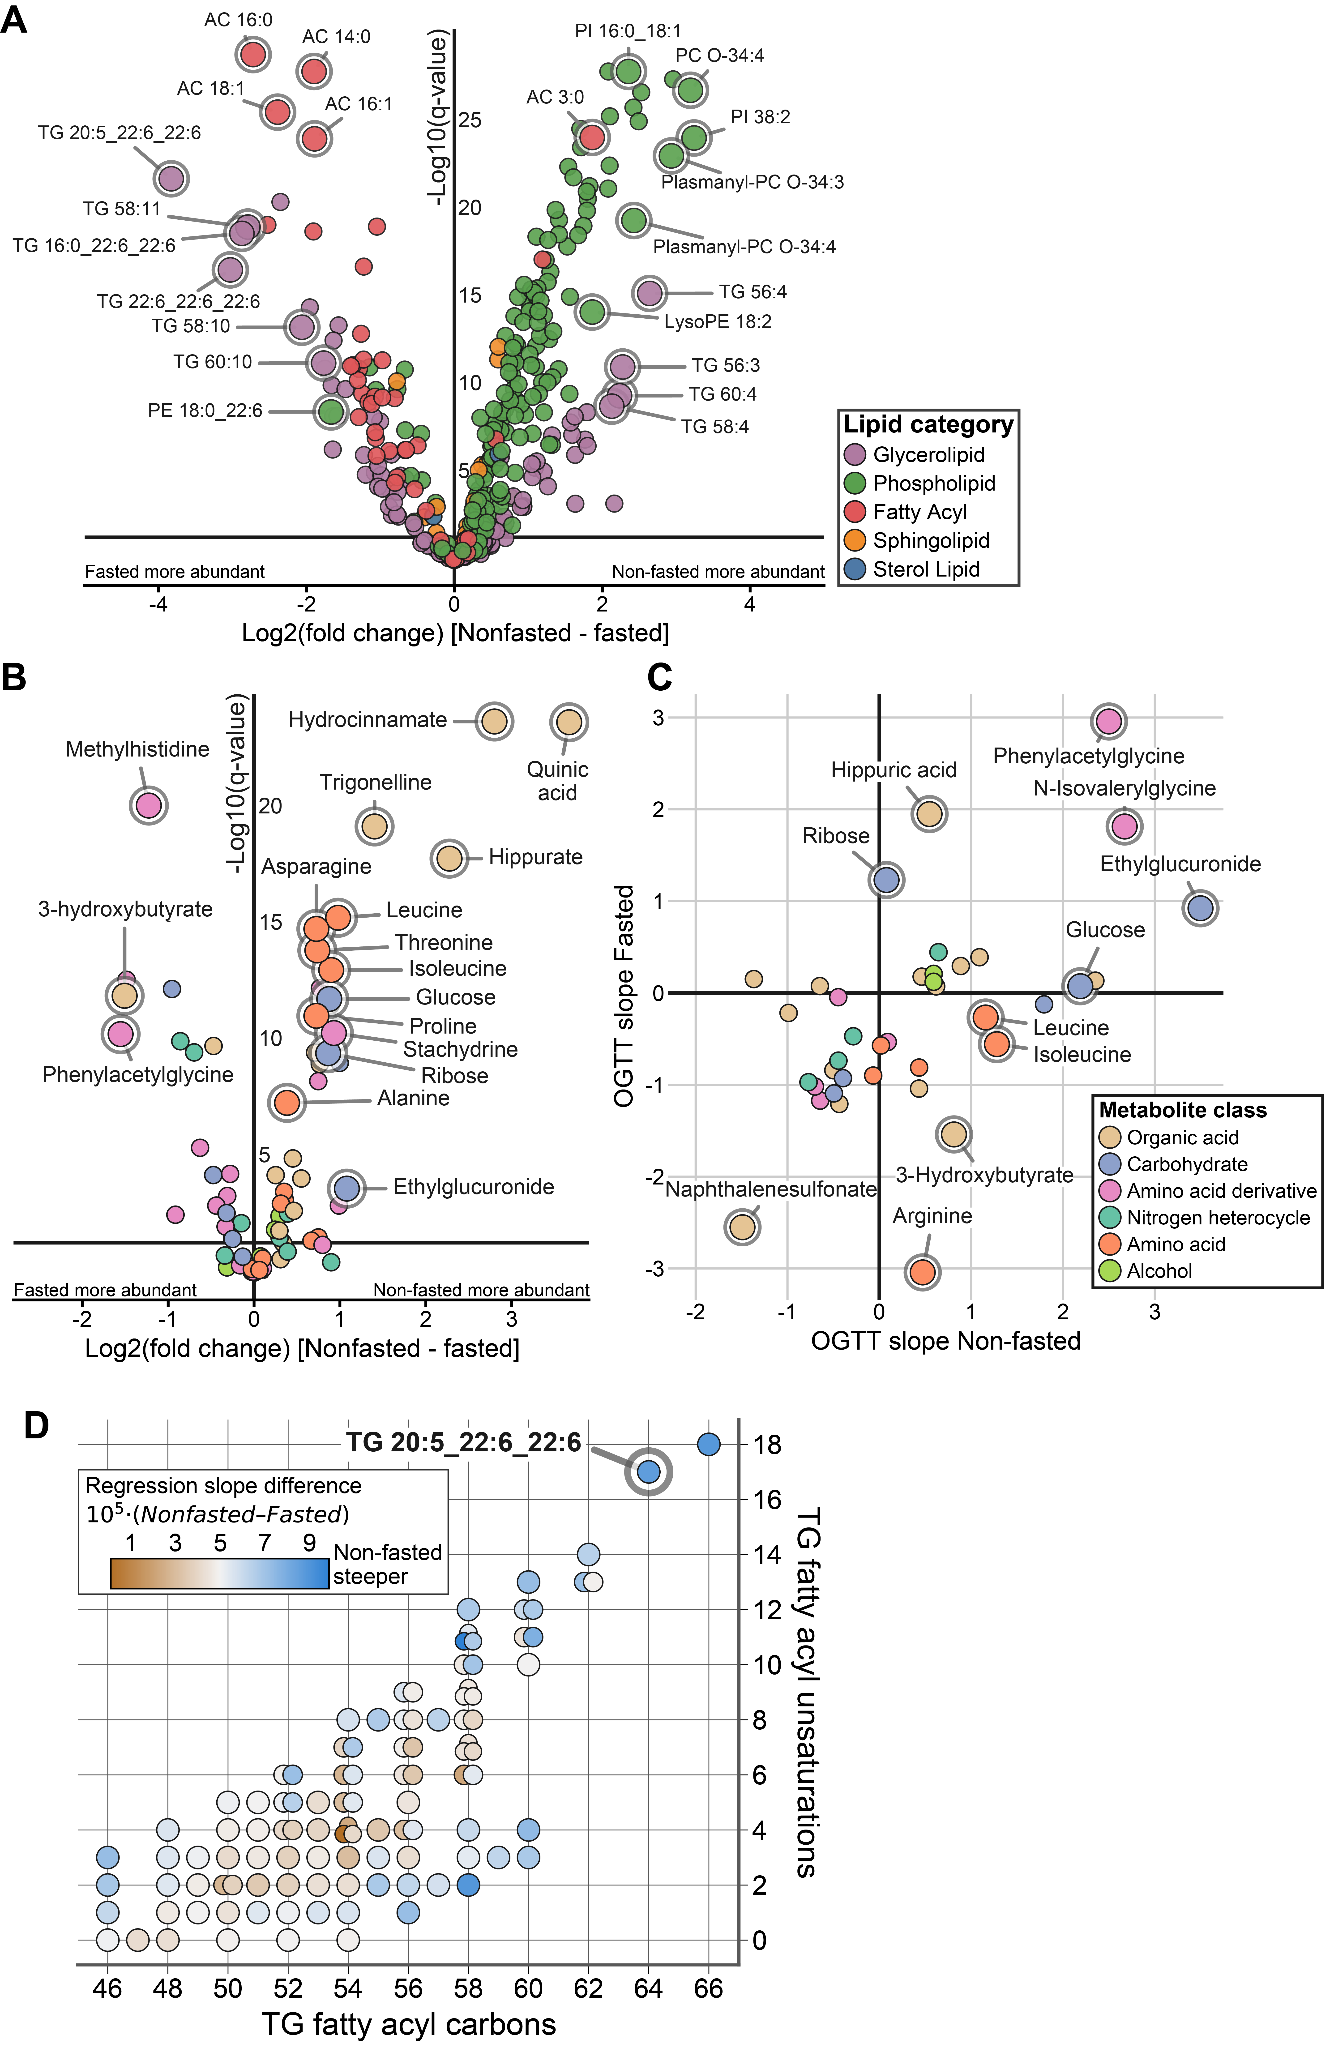 A
AC 16:0
AC 14:0
PI 16:0_18:1
PC O-34:4
AC 18:1
AC 16:1
AC 3:0
PI 38:2
TG 20:5_22:6_22:6
Plasmanyl-PC O-34:3
TG 58:11
TG 16:0_22:6_22:6
Plasmanyl-PC O-34:4
TG 22:6_22:6_22:6
TG 56:4
TG 58:10
LysoPE 18:2
TG 60:10
TG 56:3
TG 60:4
PE 18:0_22:6
TG 58:4
-Log10(q-value)
25
20
15
10
5
Fasted more abundant
Non-fasted more abundant
-4 -2 0 2 4
Log2(fold change) [Nonfasted - fasted]
Lipid category
Glycerolipid
Phospholipid
Fatty Acyl
Sphingolipid
Sterol Lipid
B
-Log10(q-value)
Hydrocinnamate
Methylhistidine
Quinic
acid
Trigonelline
20
Hippurate
Asparagine
3-hydroxybutyrate
Leucine
15
Threonine
Isoleucine
Glucose
Proline
10
Stachydrine
Phenylacetylglycine
Ribose
Alanine
5
Ethylglucuronide
Fasted more abundant
Non-fasted more abundant
-2 -1 0 1 2 3
Log2(fold change) [Nonfasted - fasted]
C
3
2
1
0
-1
-2
-3
OGTT slope Fasted
Phenylacetylglycine
Hippuric acid
N-Isovalerylglycine
Ribose
Ethylglucuronide
Glucose
Leucine
Isoleucine
3-Hydroxybutyrate
Naphthalenesulfonate
Arginine
-2 -1 0 1 2 3
OGTT slope Non-fasted
Metabolite class
Organic acid
Carbohydrate
Amino acid derivative
Nitrogen heterocycle
Amino acid
Alcohol
D
TG 20:5_22:6_22:6
Regression slope difference
10⁵·(Nonfasted–Fasted)
1 3 5 7 9
Non-fasted
steeper
18
16
14
12
10
8
6
4
2
0
TG fatty acyl unsaturations
46 48 50 52 54 56 58 60 62 64 66
TG fatty acyl carbons